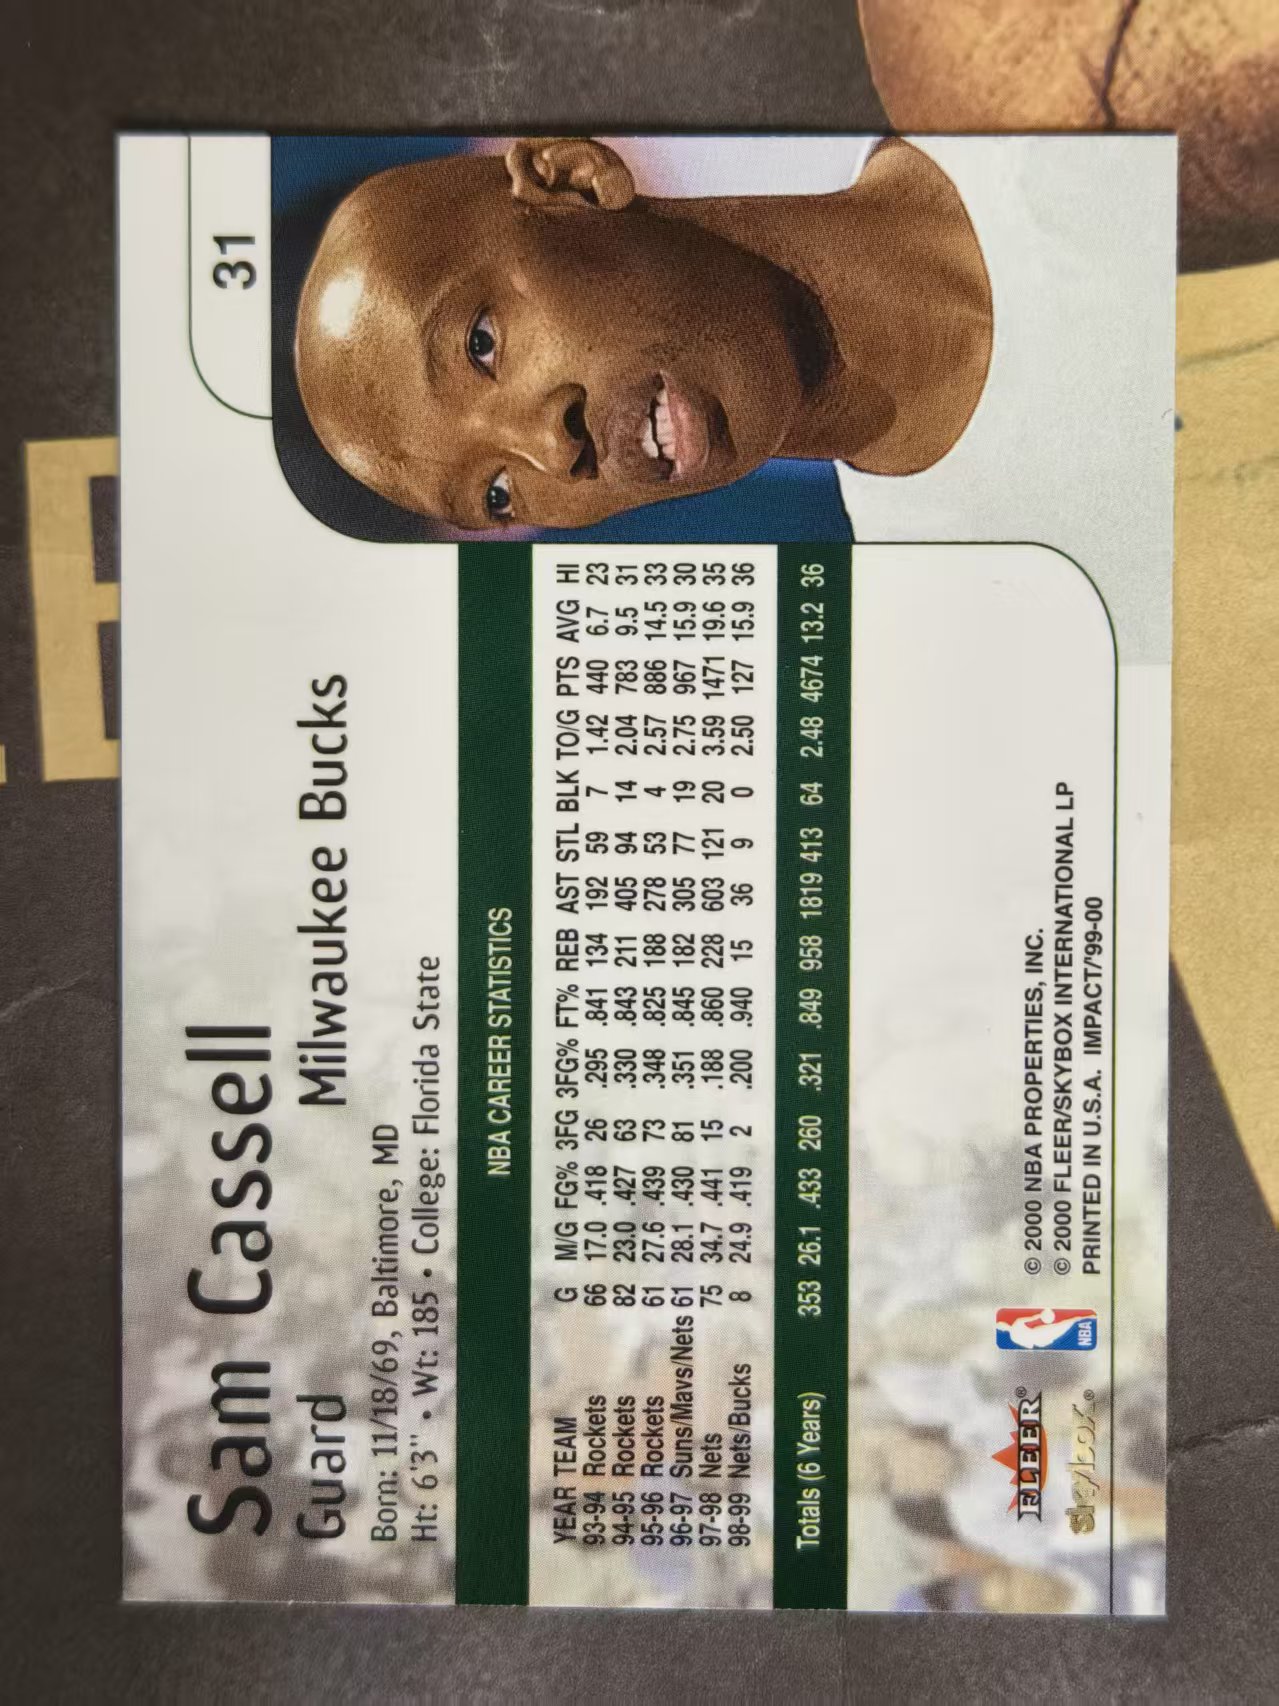 31
Sam Cassell
Guard Milwaukee Bucks
Born: 11/18/69, Baltimore, MD
Ht: 6'3" • Wt: 185 • College: Florida State
NBA CAREER STATISTICS
YEAR TEAM G M/G FG% 3FG 3FG% FT% REB AST STL BLK TO/G PTS AVG HI
93-94 Rockets 66 17.0 .418 26 .295 .841 134 192 59 7 1.42 440 6.7 23
94-95 Rockets 82 23.0 .427 63 .330 .843 211 405 94 14 2.04 783 9.5 31
95-96 Rockets 61 27.6 .439 73 .348 .825 188 278 53 4 2.57 886 14.5 33
96-97 Suns/Mavs/Nets 61 28.1 .430 81 .351 .845 182 305 77 19 2.75 967 15.9 30
97-98 Nets 75 34.7 .441 15 .188 .860 228 603 121 20 3.59 1471 19.6 35
98-99 Nets/Bucks 8 24.9 .419 2 .200 .940 15 36 9 0 2.50 127 15.9 36
Totals (6 Years) 353 26.1 .433 260 .321 .849 958 1819 413 64 2.48 4674 13.2 36
FLEER®
skybox®
NBA
© 2000 NBA PROPERTIES, INC.
© 2000 FLEER/SKYBOX INTERNATIONAL LP
PRINTED IN U.S.A. IMPACT/'99-00